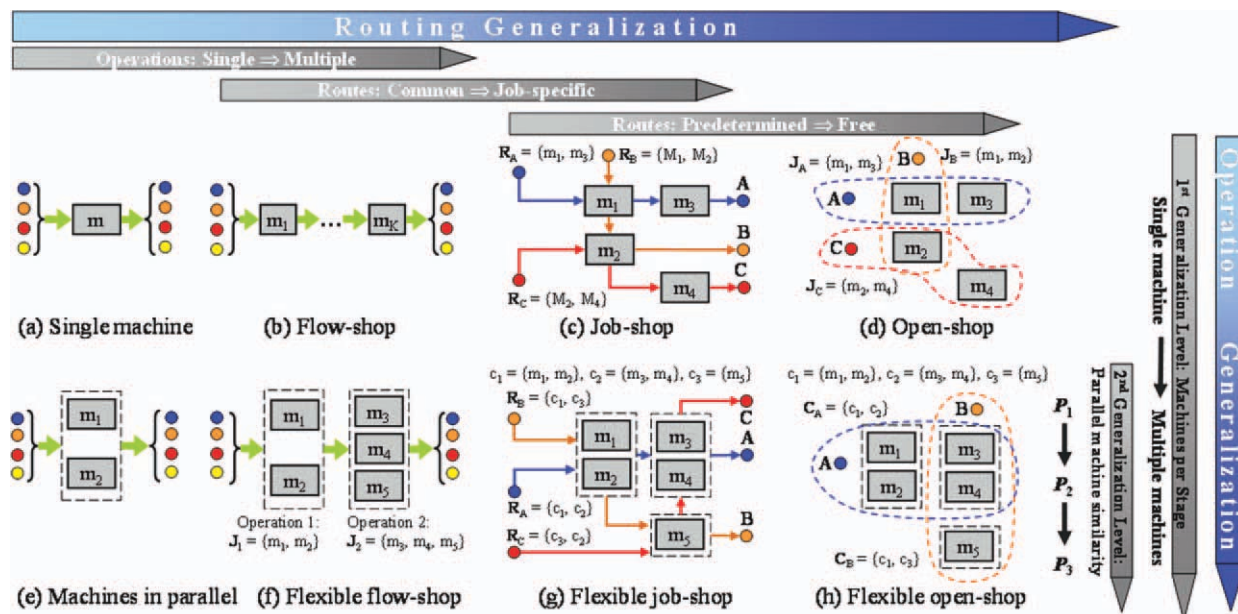 Routing Generalization
Operations: Single ⇒ Multiple
Routes: Common ⇒ Job-specific
Routes: Predetermined ⇒ Free
m
(a) Single machine
m₁ ... m_K
(b) Flow-shop
R_A = {m₁, m₃}
R_B = {M₁, M₂}
m₁
m₃
A
m₂
B
C
m₄
R_C = {M₂, M₄}
(c) Job-shop
J_A = {m₁, m₃}
B
J_B = {m₁, m₂}
A
m₁
m₃
C
m₂
J_C = {m₂, m₄}
m₄
(d) Open-shop
m₁
m₂
(e) Machines in parallel
m₁
m₂
m₃
m₄
m₅
Operation 1:
J₁ = {m₁, m₂}
Operation 2:
J₂ = {m₃, m₄, m₅}
(f) Flexible flow-shop
c₁ = {m₁, m₂}, c₂ = {m₃, m₄}, c₃ = {m₅}
R_B = {c₁, c₃}
C
m₁
m₃
A
m₂
m₄
R_A = {c₁, c₂}
R_C = {c₃, c₂}
m₅
B
(g) Flexible job-shop
c₁ = {m₁, m₂}, c₂ = {m₃, m₄}, c₃ = {m₅}
C_A = {c₁, c₂}
B
m₁
m₃
A
m₂
m₄
m₅
C_B = {c₁, c₃}
(h) Flexible open-shop
P₁
P₂
P₃
2nd Generalization Level:
Parallel machine similarity
1st Generalization Level: Machines per Stage
Single machine
Multiple machines
Operation Generalization